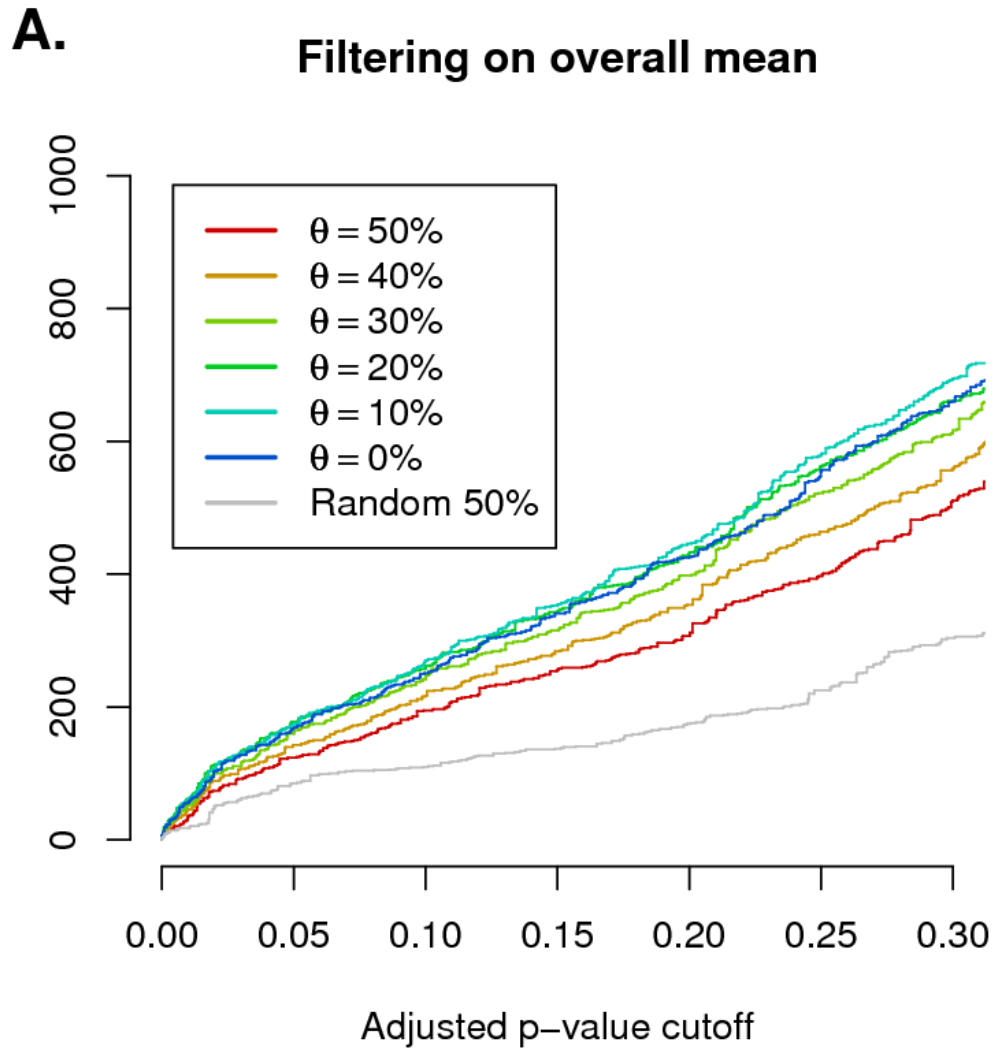 A.
Filtering on overall mean
1000
800
600
400
200
0
θ = 50%
θ = 40%
θ = 30%
θ = 20%
θ = 10%
θ = 0%
Random 50%
0.00 0.05 0.10 0.15 0.20 0.25 0.30
Adjusted p−value cutoff